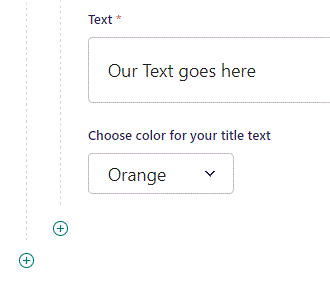 Text *
Our Text goes here
Choose color for your title text
Orange